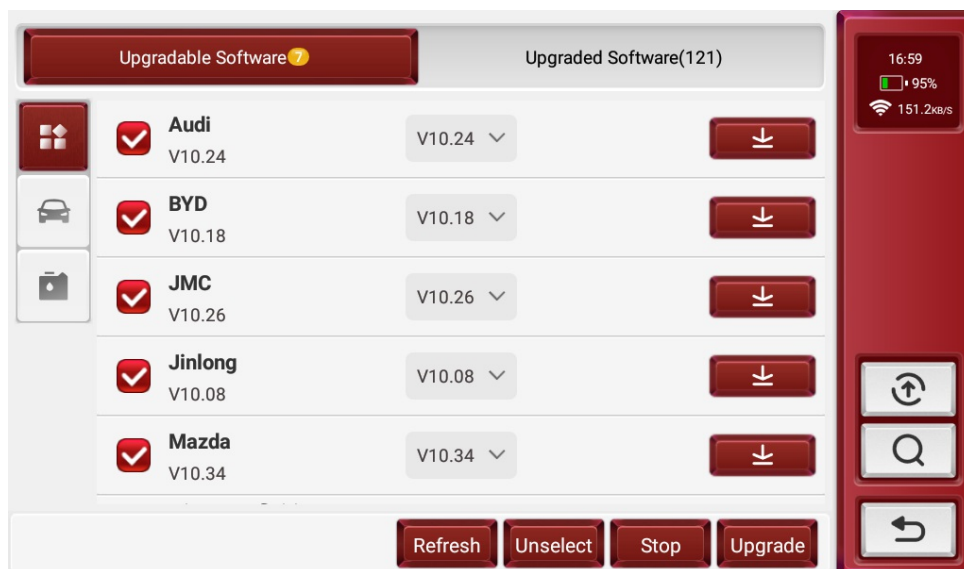 Upgradable Software 7
Upgraded Software(121)
16:59
95%
151.2KB/S
Audi
V10.24
V10.24
BYD
V10.18
V10.18
JMC
V10.26
V10.26
Jinlong
V10.08
V10.08
Mazda
V10.34
V10.34
Refresh
Unselect
Stop
Upgrade